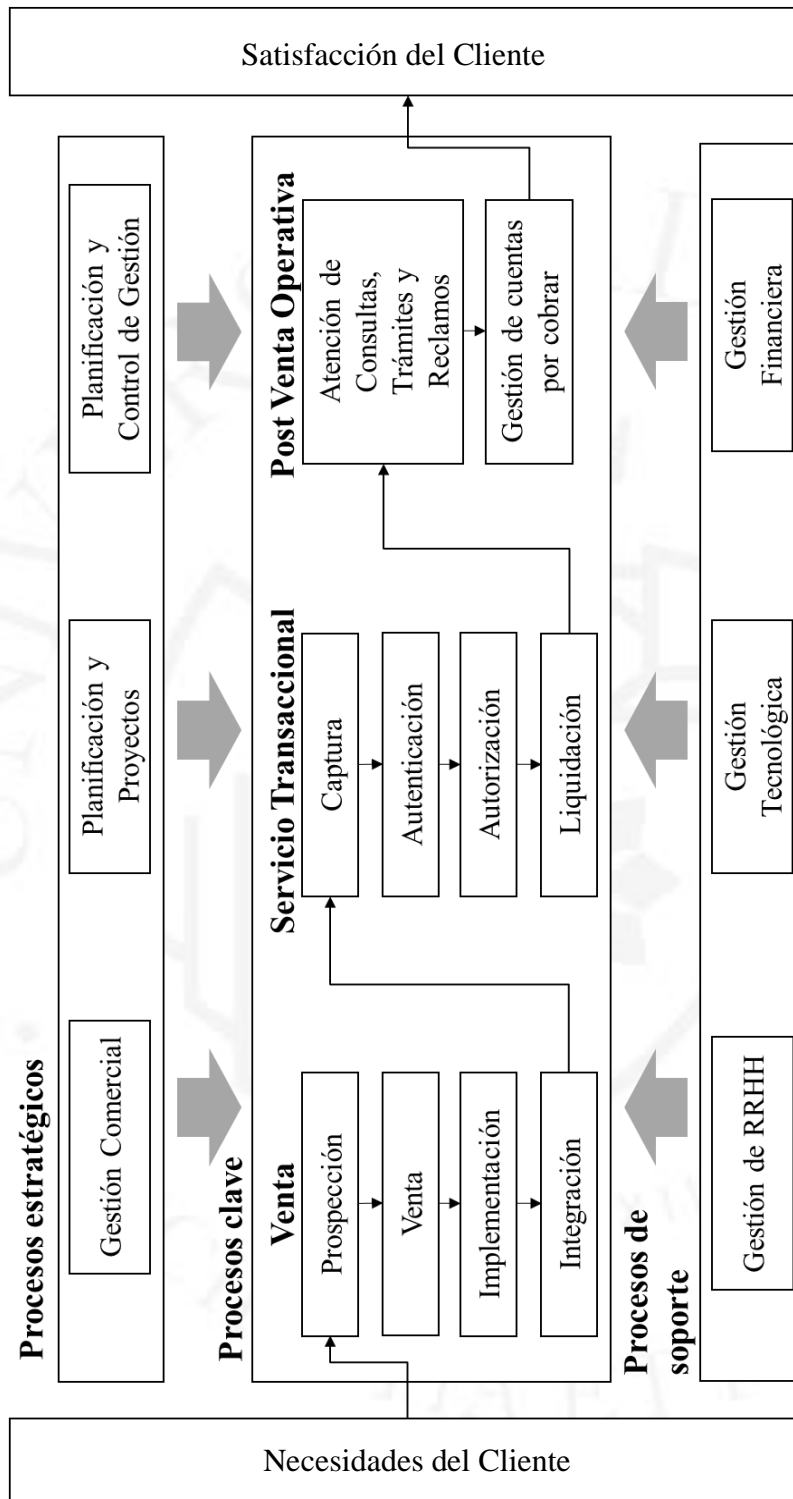 Necesidades del Cliente
Procesos estratégicos
Gestión Comercial
Planificación y
Proyectos
Planificación y
Control de Gestión
Procesos clave
Venta
Prospección
Venta
Implementación
Integración
Servicio Transaccional
Captura
Autenticación
Autorización
Liquidación
Post Venta Operativa
Atención de
Consultas,
Trámites y
Reclamos
Gestión de cuentas
por cobrar
Procesos de
soporte
Gestión de RRHH
Gestión
Tecnológica
Gestión
Financiera
Satisfacción del Cliente